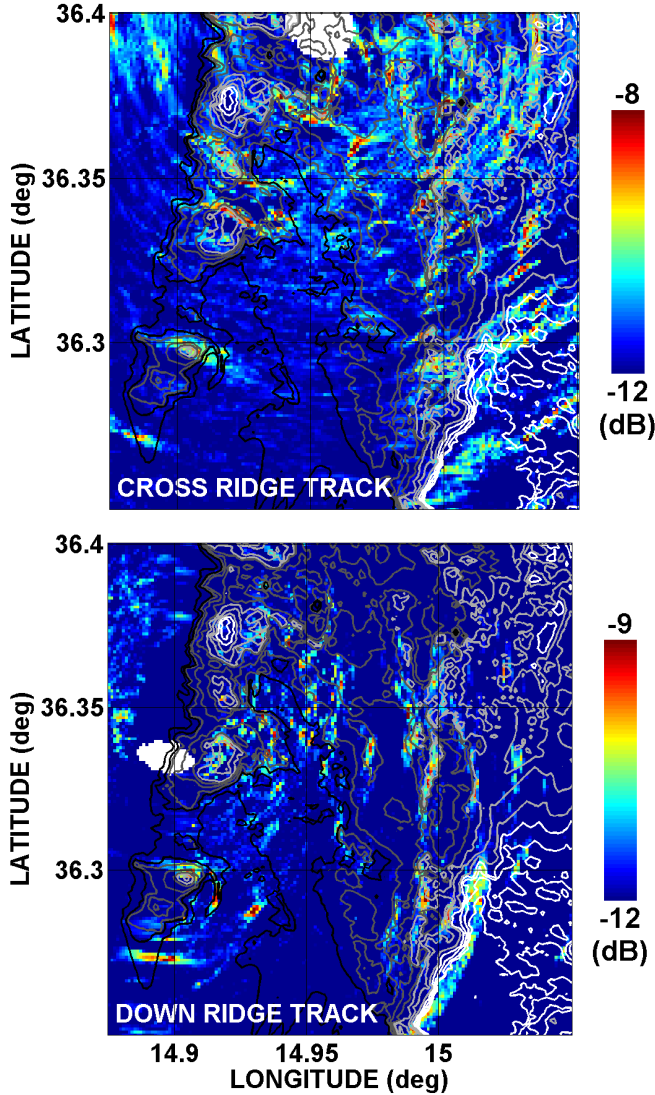 36.4
36.35
36.3
LATITUDE (deg)
CROSS RIDGE TRACK
-8
-12
(dB)
36.4
36.35
36.3
LATITUDE (deg)
DOWN RIDGE TRACK
14.9
14.95
15
LONGITUDE (deg)
-9
-12
(dB)